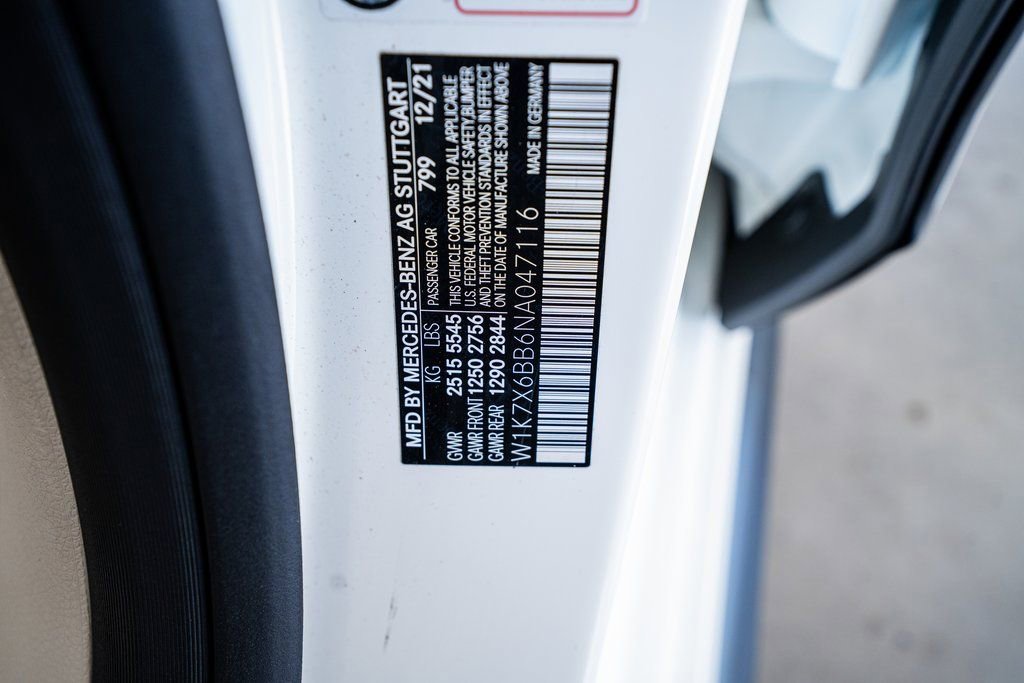 MFD BY MERCEDES-BENZ AG STUTTGART
KG LBS PASSENGER CAR 799 12/21
GVWR 2515 5545 THIS VEHICLE CONFORMS TO ALL APPLICABLE
GAWR FRONT 1250 2756 U.S. FEDERAL MOTOR VEHICLE SAFETY,BUMPER
GAWR REAR 1290 2844 AND THEFT PREVENTION STANDARDS IN EFFECT
ON THE DATE OF MANUFACTURE SHOWN ABOVE
W1K7X6BB6NA047116 MADE IN GERMANY